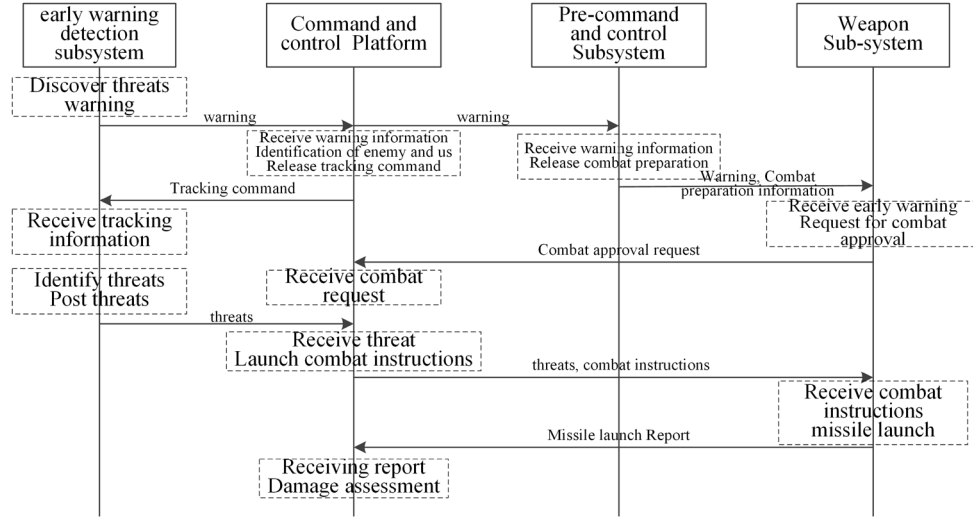 early warning
detection
subsystem
Command and
control Platform
Pre-command
and control
Subsystem
Weapon
Sub-system
Discover threats
warning
warning
warning
Receive warning information
Identification of enemy and us
Release tracking command
Receive warning information
Release combat preparation
Warning, Combat
preparation information
Tracking command
Receive early warning
Request for combat
approval
Receive tracking
information
Combat approval request
Identify threats
Post threats
Receive combat
request
threats
Receive threat
Launch combat instructions
threats, combat instructions
Receive combat
instructions
missile launch
Missile launch Report
Receiving report
Damage assessment